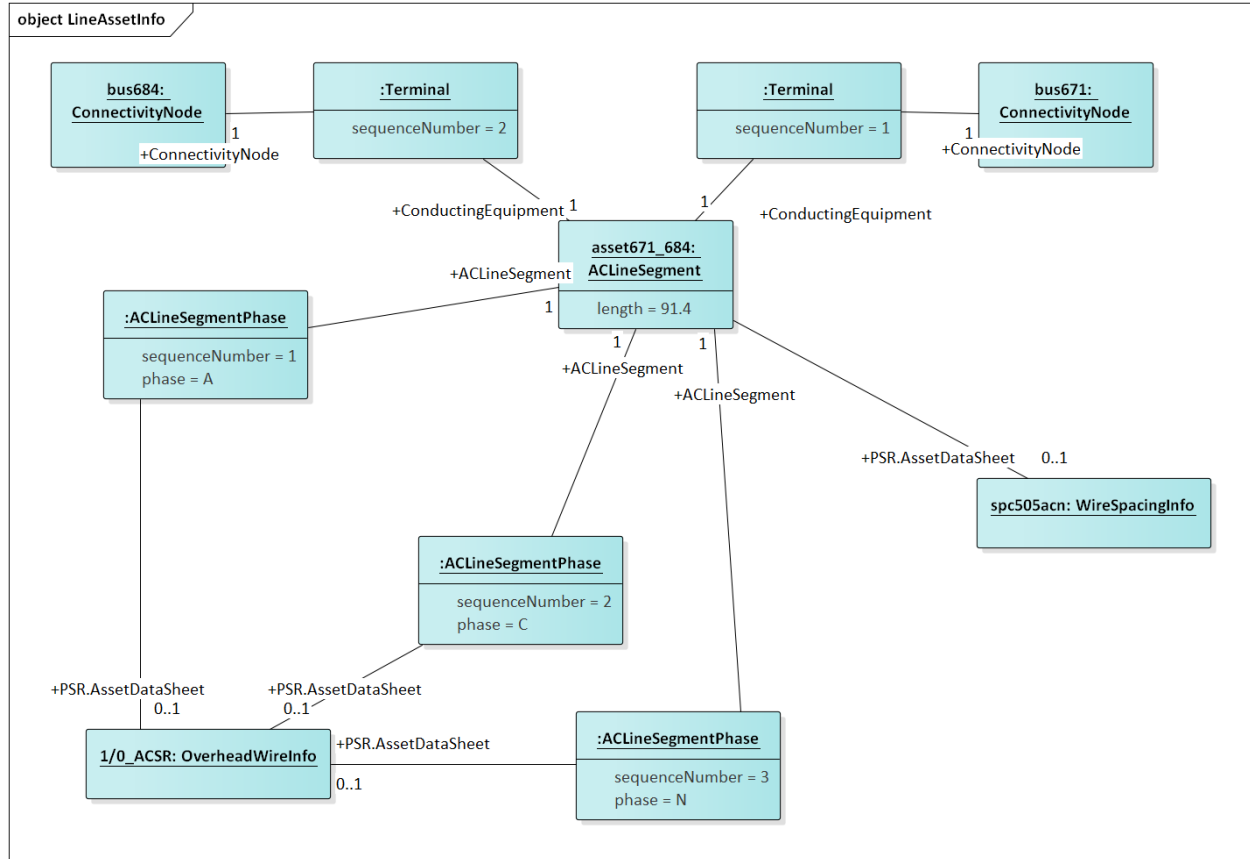 object LineAssetInfo
bus684:
ConnectivityNode
:Terminal
sequenceNumber = 2
:Terminal
sequenceNumber = 1
bus671:
ConnectivityNode
1
+ConnectivityNode
1
+ConnectivityNode
+ConductingEquipment
1
1
+ConductingEquipment
asset671_684:
ACLineSegment
length = 91.4
+ACLineSegment
1
:ACLineSegmentPhase
sequenceNumber = 1
phase = A
1
+ACLineSegment
1
+ACLineSegment
+PSR.AssetDataSheet
0..1
spc505acn: WireSpacingInfo
:ACLineSegmentPhase
sequenceNumber = 2
phase = C
+PSR.AssetDataSheet
0..1
+PSR.AssetDataSheet
0..1
1/0_ACSR: OverheadWireInfo
+PSR.AssetDataSheet
0..1
:ACLineSegmentPhase
sequenceNumber = 3
phase = N